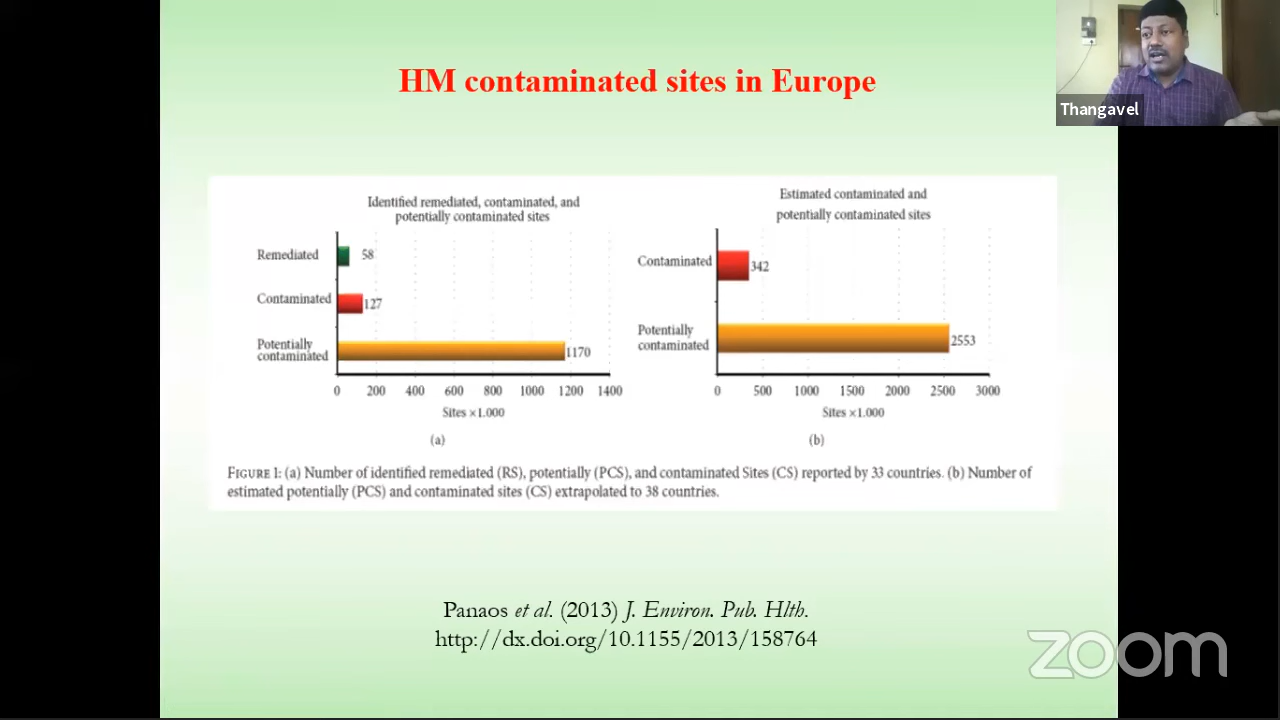 HM contaminated sites in Europe
Thangavel
Identified remediated, contaminated, and
potentially contaminated sites
Remediated
58
Contaminated
127
Potentially
contaminated
1170
0 200 400 600 800 1000 1200 1400
Sites ×1.000
(a)
Estimated contaminated and
potentially contaminated sites
Contaminated
342
Potentially
contaminated
2553
0 500 1000 1500 2000 2500 3000
Sites ×1.000
(b)
FIGURE 1: (a) Number of identified remediated (RS), potentially (PCS), and contaminated Sites (CS) reported by 33 countries. (b) Number of
estimated potentially (PCS) and contaminated sites (CS) extrapolated to 38 countries.
Panaos et al. (2013) J. Environ. Pub. Hlth.
http://dx.doi.org/10.1155/2013/158764
zoom